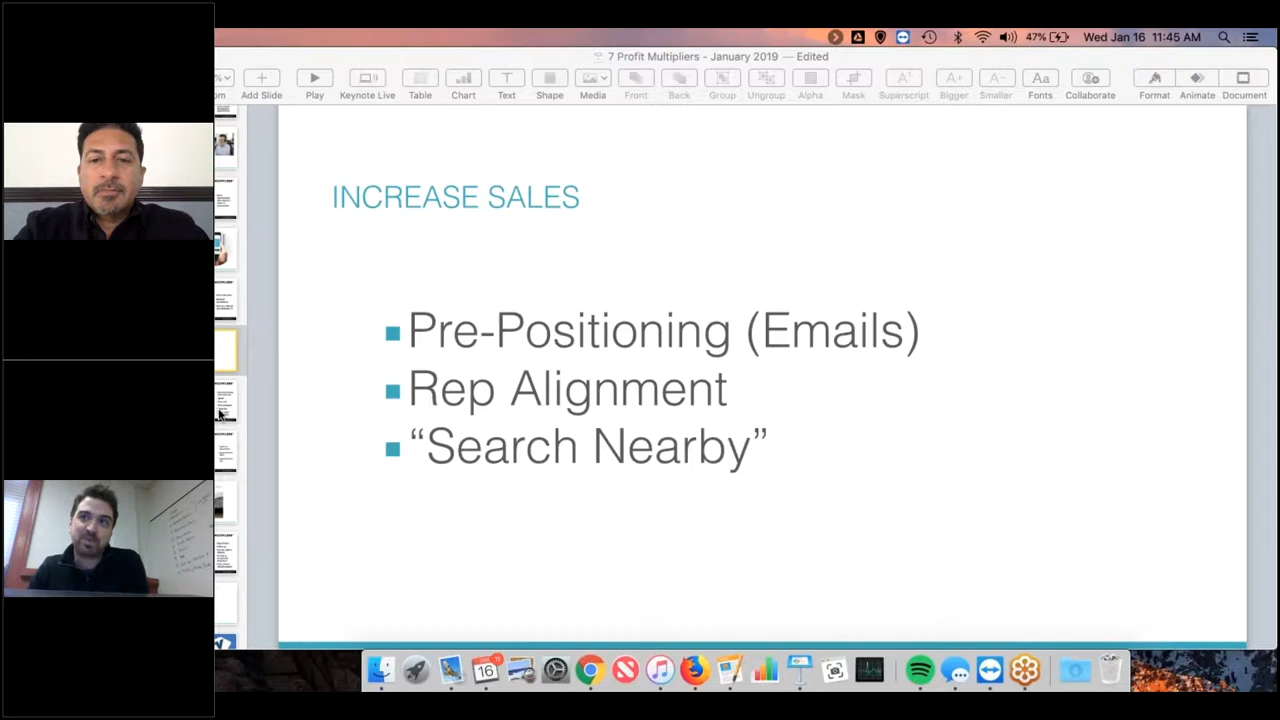 47%
Wed Jan 16 11:45 AM
7 Profit Multipliers - January 2019 — Edited
Add Slide
Play
Keynote Live
Table
Chart
Text
Shape
Media
Front
Back
Group
Ungroup
Alpha
Mask
Superscript
Bigger
Smaller
Fonts
Collaborate
Format
Animate
Document
INCREASE SALES
Pre-Positioning (Emails)
Rep Alignment
“Search Nearby”
JAN
16